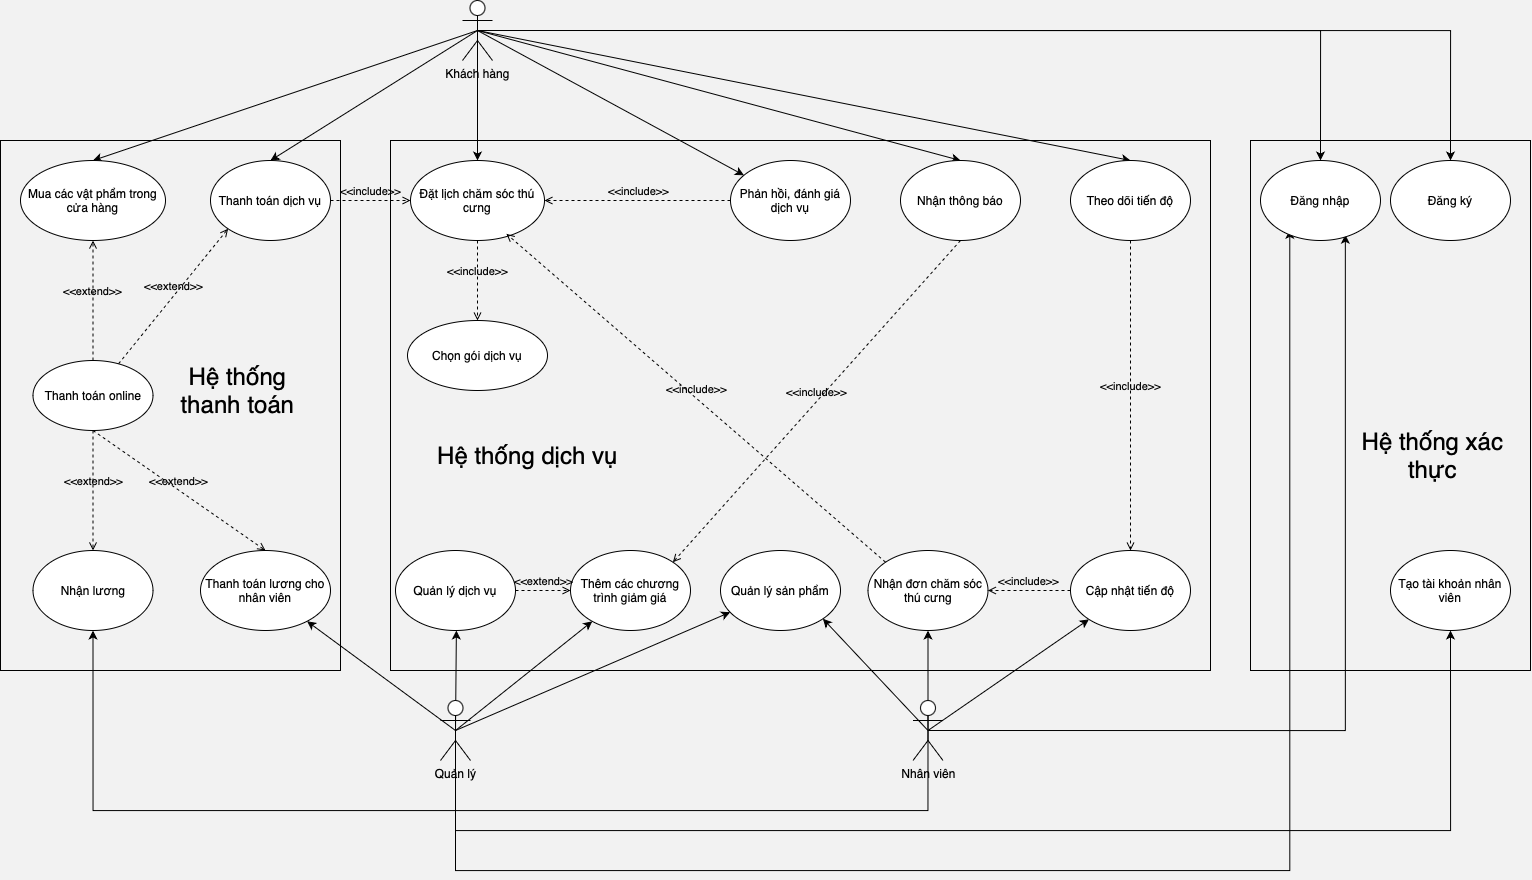 Khách hàng
Mua các vật phẩm trong
cửa hàng
Thanh toán dịch vụ
<<include>>
Đặt lịch chăm sóc thú
cưng
<<include>>
Phản hồi, đánh giá
dịch vụ
Nhận thông báo
Theo dõi tiến độ
Đăng nhập
Đăng ký
<<extend>>
<<extend>>
<<include>>
Chọn gói dịch vụ
Thanh toán online
Hệ thống
thanh toán
<<include>>
<<include>>
<<include>>
Hệ thống dịch vụ
Hệ thống xác
thực
<<extend>>
<<extend>>
Nhận lương
Thanh toán lương cho
nhân viên
Quản lý dịch vụ
<<extend>>
Thêm các chương
trình giảm giá
Quản lý sản phẩm
Nhận đơn chăm sóc
thú cưng
<<include>>
Cập nhật tiến độ
Tạo tài khoản nhân
viên
Quản lý
Nhân viên